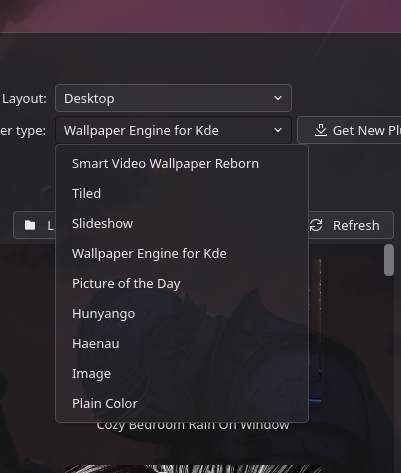 Layout: Desktop
er type: Wallpaper Engine for Kde Get New Plu
Smart Video Wallpaper Reborn
Tiled
Slideshow
L Refresh
Wallpaper Engine for Kde
Picture of the Day
Hunyango
Haenau
Image
Plain Color
Cozy Bedroom Rain On Window